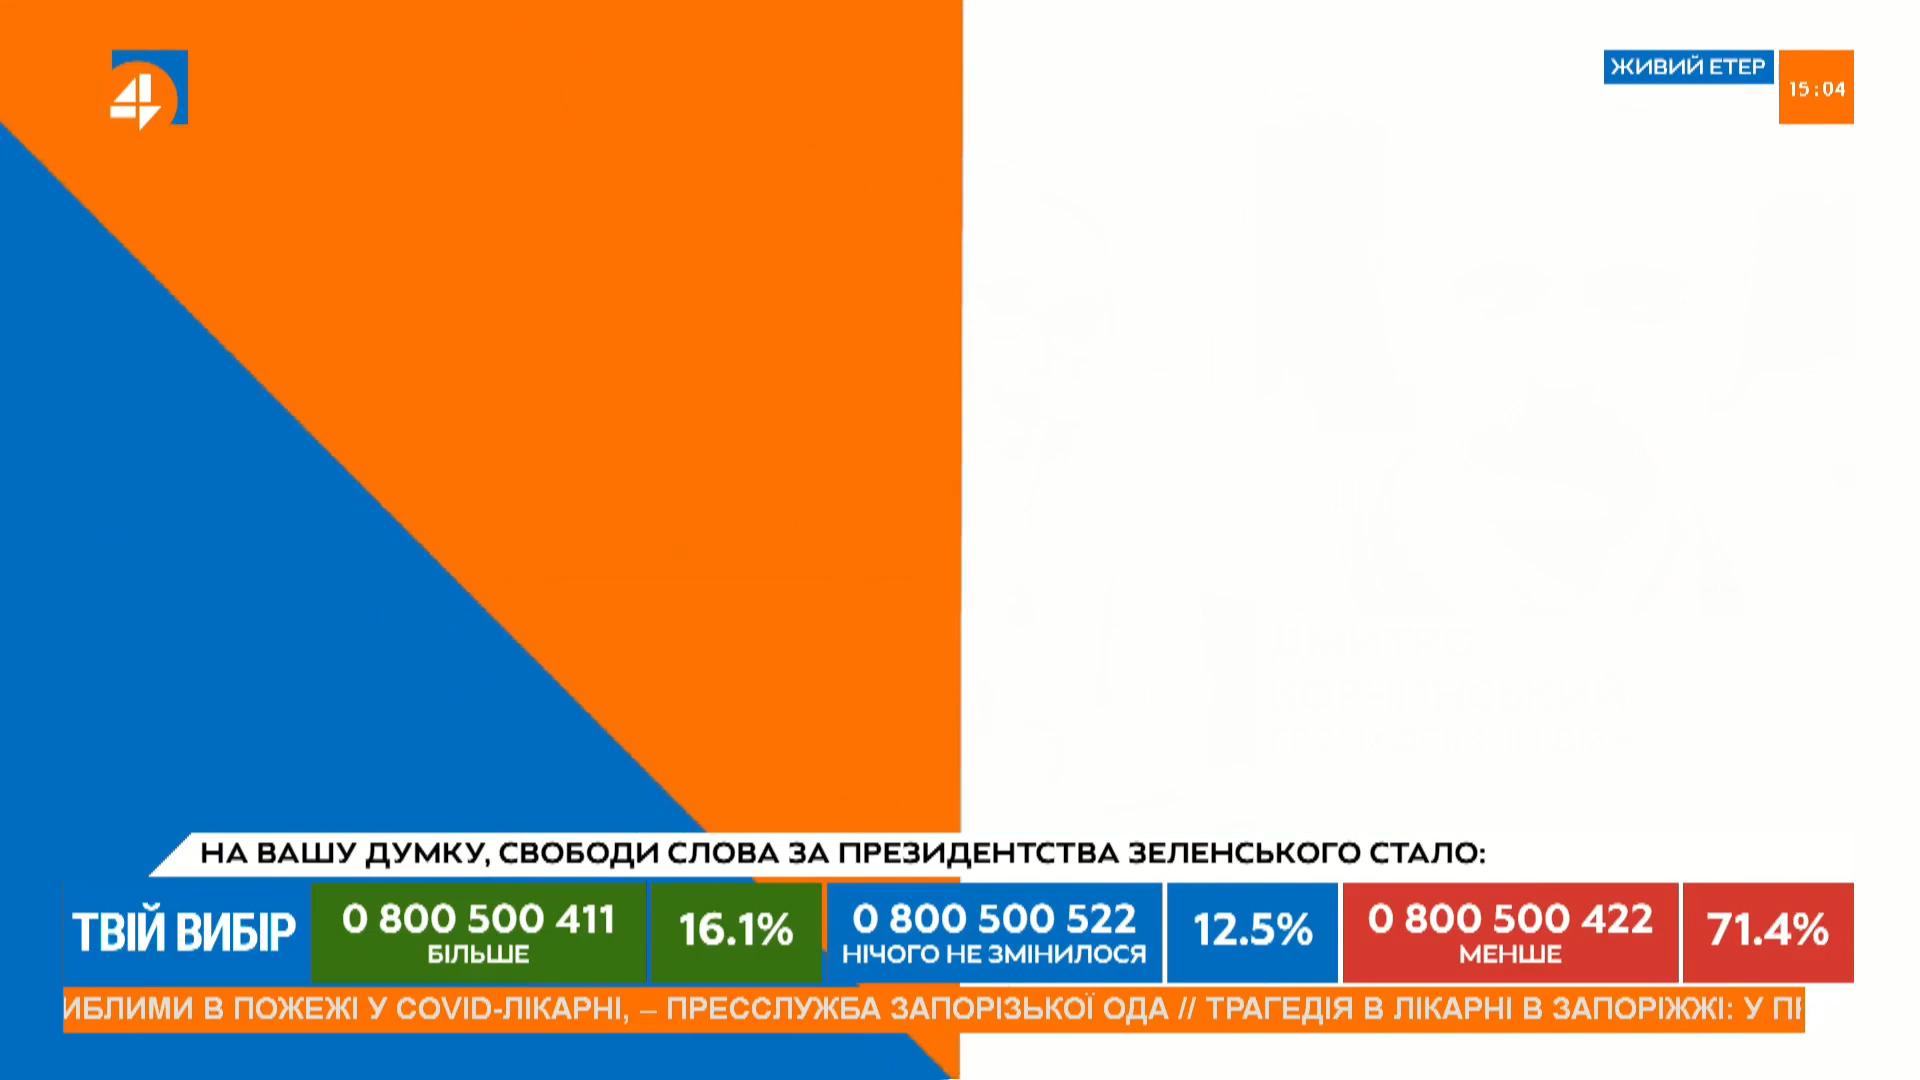 4
ЖИВИЙ ЕТЕР
15:04
НА ВАШУ ДУМКУ, СВОБОДИ СЛОВА ЗА ПРЕЗИДЕНТСТВА ЗЕЛЕНСЬКОГО СТАЛО:
ТВІЙ ВИБІР
0 800 500 411
БІЛЬШЕ
16.1%
0 800 500 522
НІЧОГО НЕ ЗМІНИЛОСЯ
12.5%
0 800 500 422
МЕНШЕ
71.4%
ИБЛИМИ В ПОЖЕЖІ У COVID-ЛІКАРНІ, – ПРЕССЛУЖБА ЗАПОРІЗЬКОЇ ОДА // ТРАГЕДІЯ В ЛІКАРНІ В ЗАПОРІЖЖІ: У